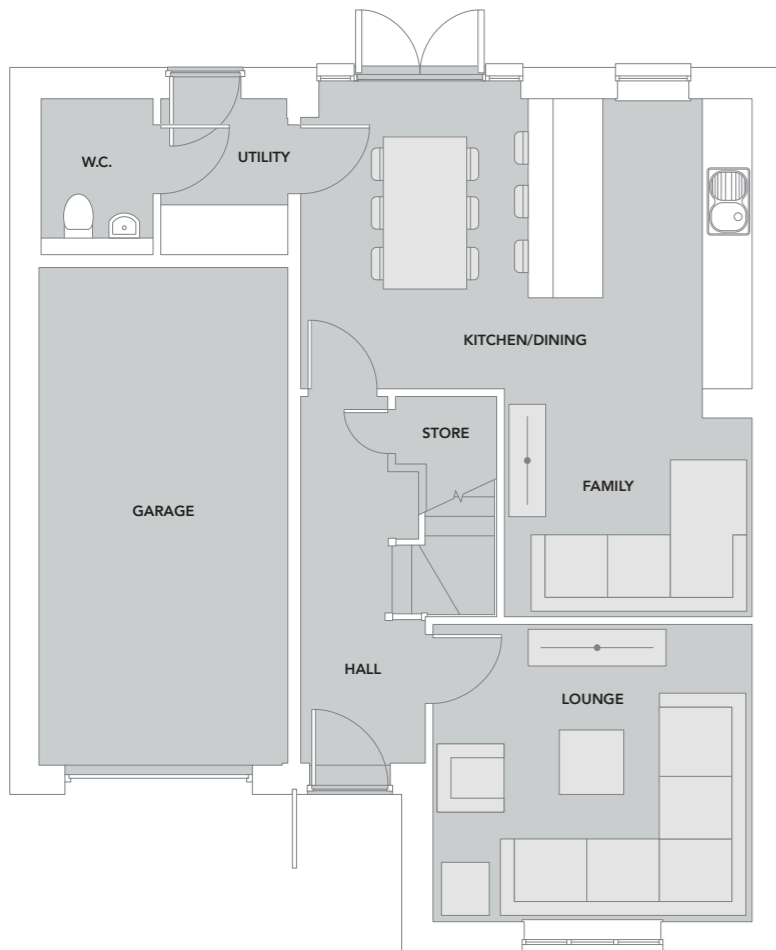 W.C.
UTILITY
KITCHEN/DINING
STORE
FAMILY
GARAGE
HALL
LOUNGE